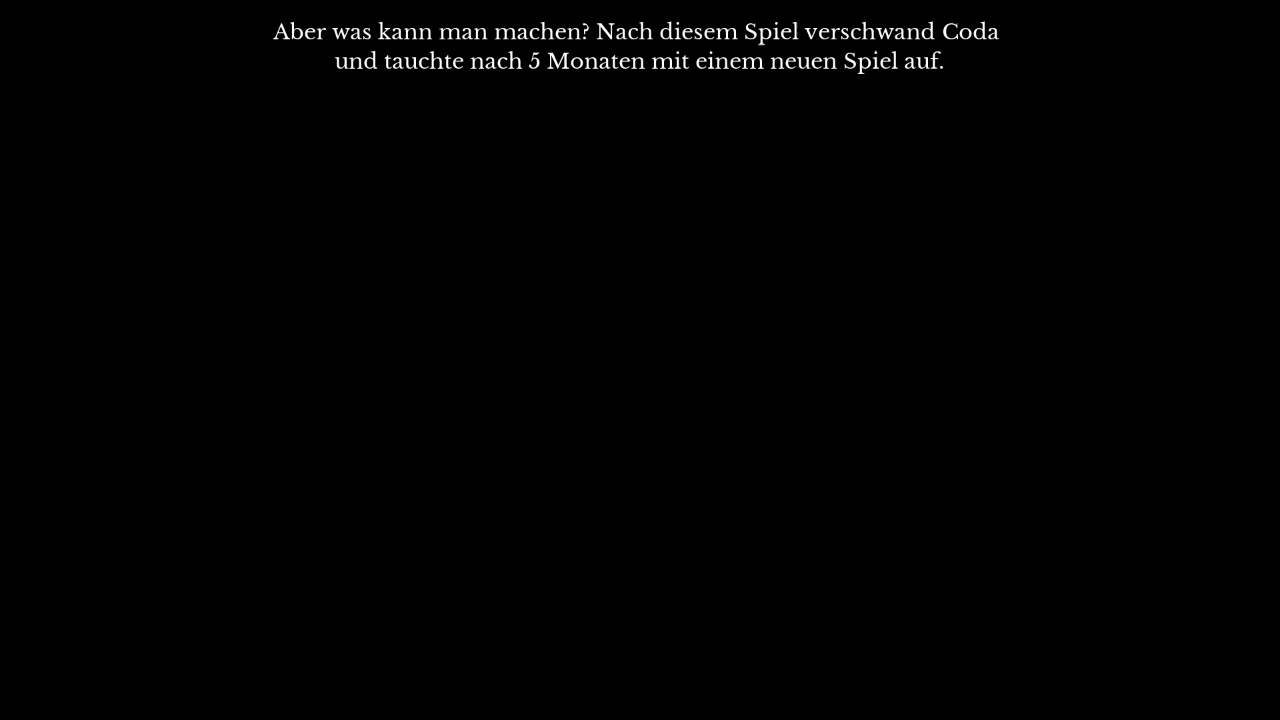 Aber was kann man machen? Nach diesem Spiel verschwand Coda
und tauchte nach 5 Monaten mit einem neuen Spiel auf.